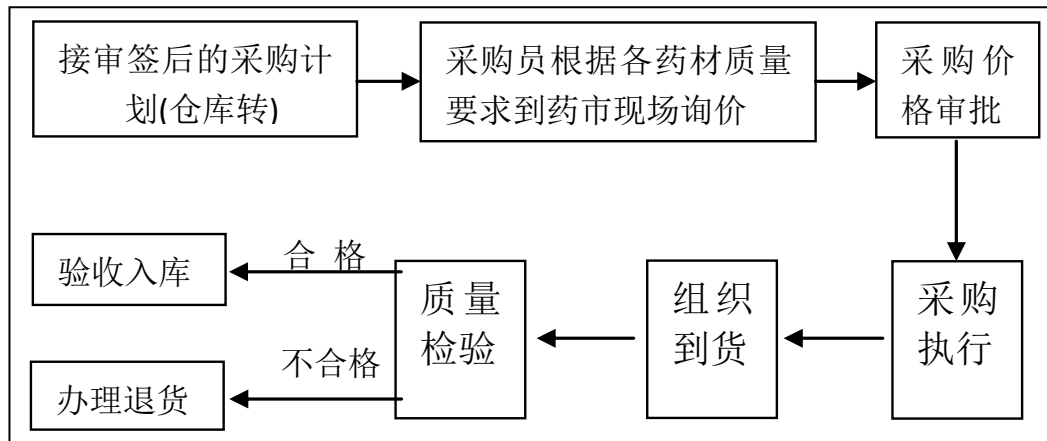 接审签后的采购计
划(仓库转)
采购员根据各药材质量
要求到药市现场询价
采购价
格审批
验收入库
合 格
质量
检验
组织
到货
采购
执行
不合格
办理退货